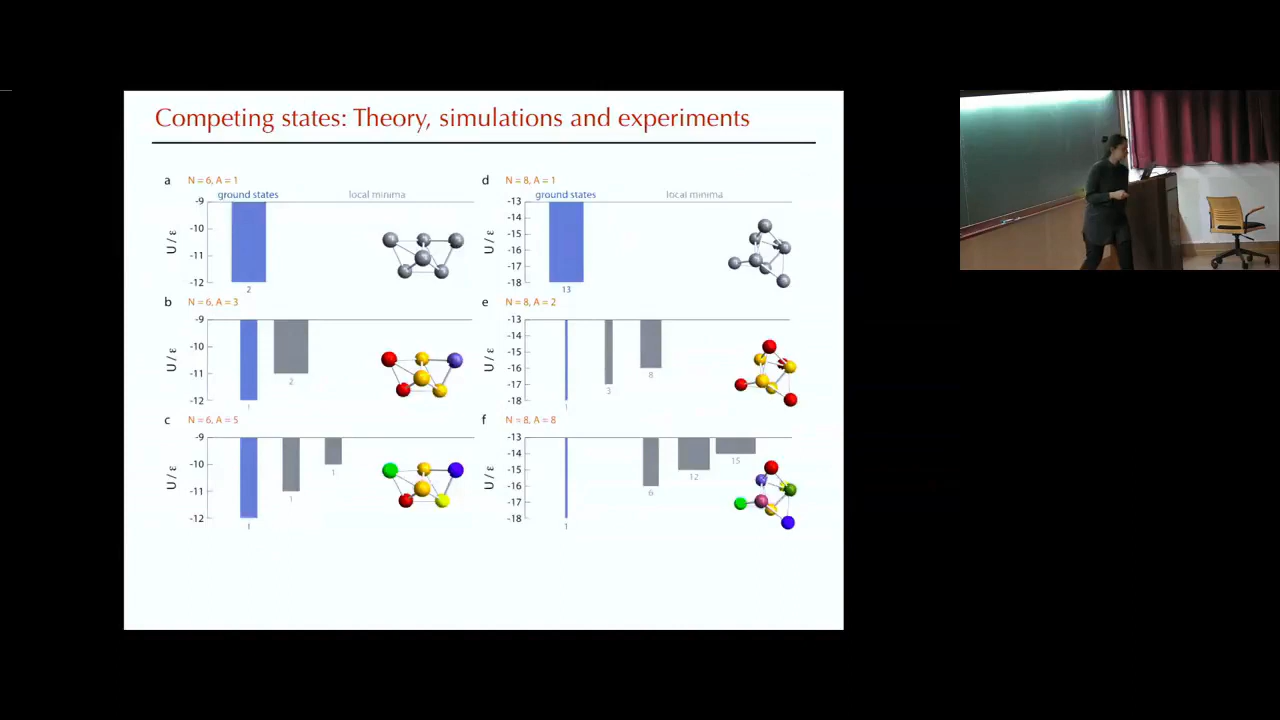 Competing states: Theory, simulations and experiments
a N = 6, A = 1
ground states local minima
-9
-10
-11
-12
U / ε
2
b N = 6, A = 3
-9
-10
-11
-12
U / ε
2
1
c N = 6, A = 5
-9
-10
-11
-12
U / ε
1
1
1
d N = 8, A = 1
ground states local minima
-13
-14
-15
-16
-17
-18
U / ε
13
e N = 8, A = 2
-13
-14
-15
-16
-17
-18
U / ε
8
3
1
f N = 8, A = 8
-13
-14
-15
-16
-17
-18
U / ε
15
12
6
1